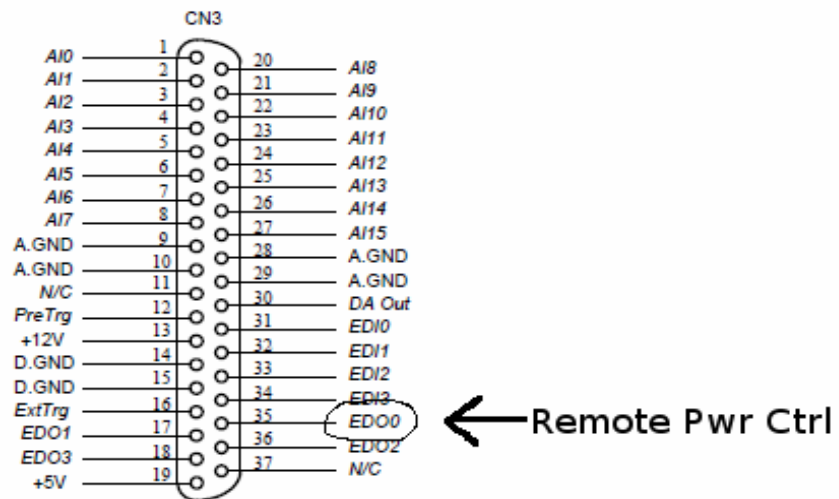 CN3
AI0 1
AI1 2
AI2 3
AI3 4
AI4 5
AI5 6
AI6 7
AI7 8
A.GND 9
A.GND 10
N/C 11
PreTrg 12
+12V 13
D.GND 14
D.GND 15
ExtTrg 16
EDO1 17
EDO3 18
+5V 19
20 AI8
21 AI9
22 AI10
23 AI11
24 AI12
25 AI13
26 AI14
27 AI15
28 A.GND
29 A.GND
30 DA Out
31 EDI0
32 EDI1
33 EDI2
34 EDI3
35 EDO0
36 EDO2
37 N/C
Remote Pwr Ctrl